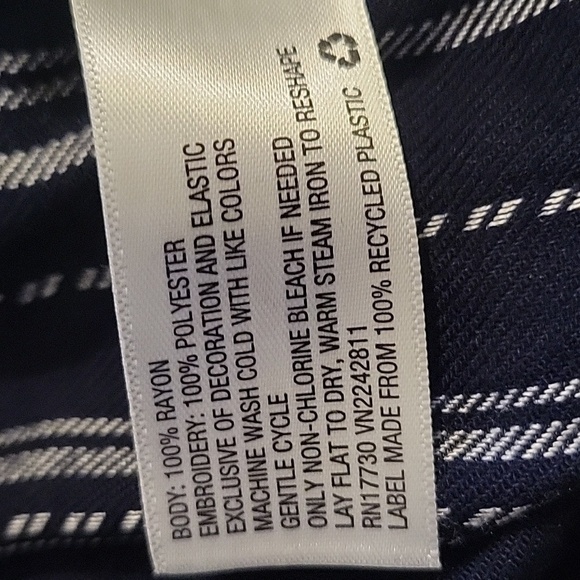 BODY: 100% RAYON
EMBROIDERY: 100% POLYESTER
EXCLUSIVE OF DECORATION AND ELASTIC
MACHINE WASH COLD WITH LIKE COLORS
GENTLE CYCLE
ONLY NON-CHLORINE BLEACH IF NEEDED
LAY FLAT TO DRY, WARM STEAM IRON TO RESHAPE
RN17730 VN2242811
LABEL MADE FROM 100% RECYCLED PLASTIC